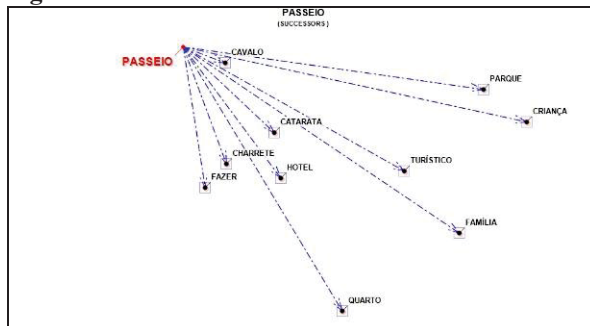 PASSEIO
(SUCCESSORS)
PASSEIO
CAVALO
PARQUE
CRIANÇA
CATARATA
CHARRETE
HOTEL
TURÍSTICO
FAZER
FAMÍLIA
QUARTO